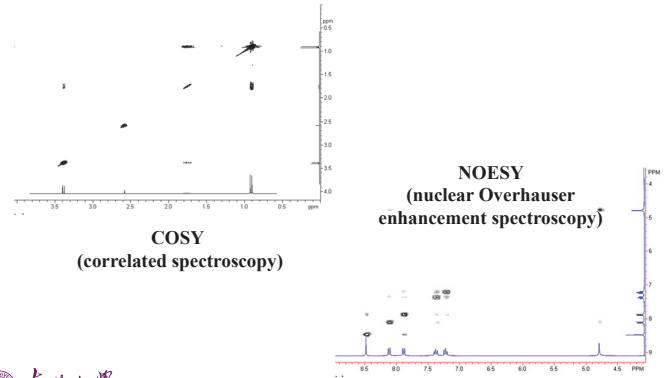 ppm
0.5
1.0
1.5
2.0
2.5
3.0
3.5
4.0
3.5 3.0 2.5 2.0 1.5 1.0 0.5 ppm
COSY
(correlated spectroscopy)
NOESY
(nuclear Overhauser
enhancement spectroscopy)
PPM
4
5
6
7
8
9
8.5 8.0 7.5 7.0 6.5 6.0 5.5 5.0 4.5 PPM